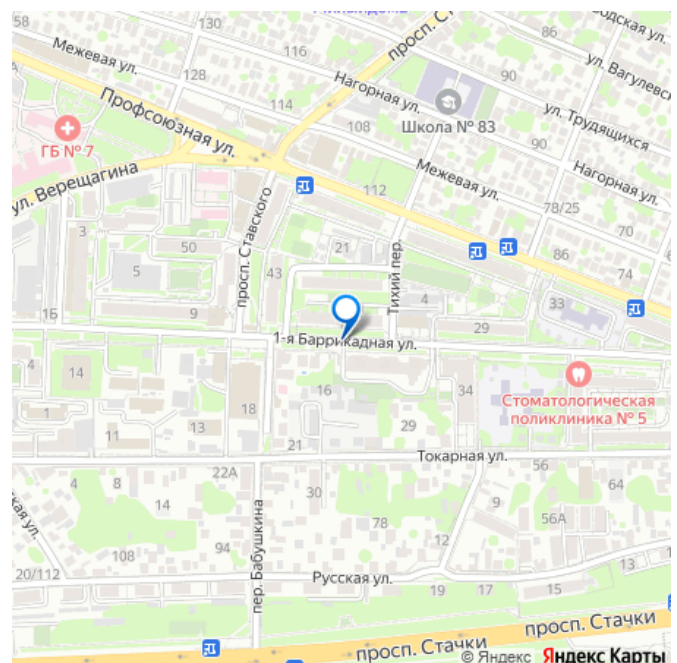 58
130
116
просп. Ст
86
ул. Вагулевск
Межевая ул.
128
Нагорная ул.
90
Профсоюзная ул.
114
108
Школа № 83
ул. Трудящихся
ГБ № 7
90
Межевая ул.
Нагорная ул.
ул. Верещагина
112
78/25
70
3
50
просп. Ставского
21
Тихий пер.
86
74
5
43
4
33
15
9
1-я Баррикадная ул.
29
4
14
16
34
Стоматологическая
поликлиника № 5
1
18
11
13
21
29
Токарная ул.
22А
56
4
8
14
30
64
78
9
56А
пер. Бабушкина
12
94
108
20/112
Русская ул.
19
17
15
13
просп. Стачки
просп. Стачки
© Яндекс Яндекс Карты